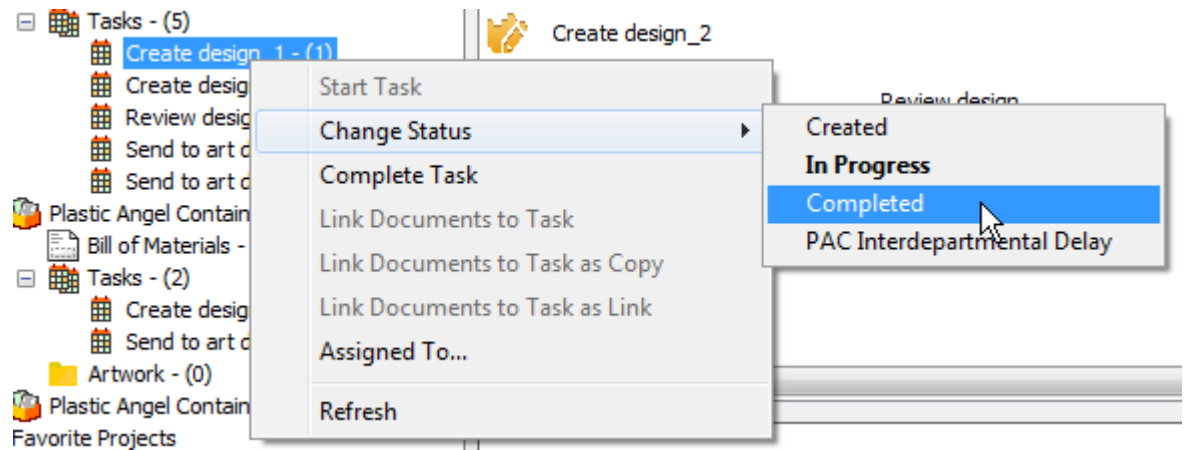 Tasks - (5)
Create design_1 - (1)
Create desig
Review desig
Send to art d
Send to art d
Plastic Angel Contain
Bill of Materials -
Tasks - (2)
Create desig
Send to art d
Artwork - (0)
Plastic Angel Contain
Favorite Projects
Create design_2
Review design
Start Task
Change Status
Complete Task
Link Documents to Task
Link Documents to Task as Copy
Link Documents to Task as Link
Assigned To...
Refresh
Created
In Progress
Completed
PAC Interdepartmental Delay